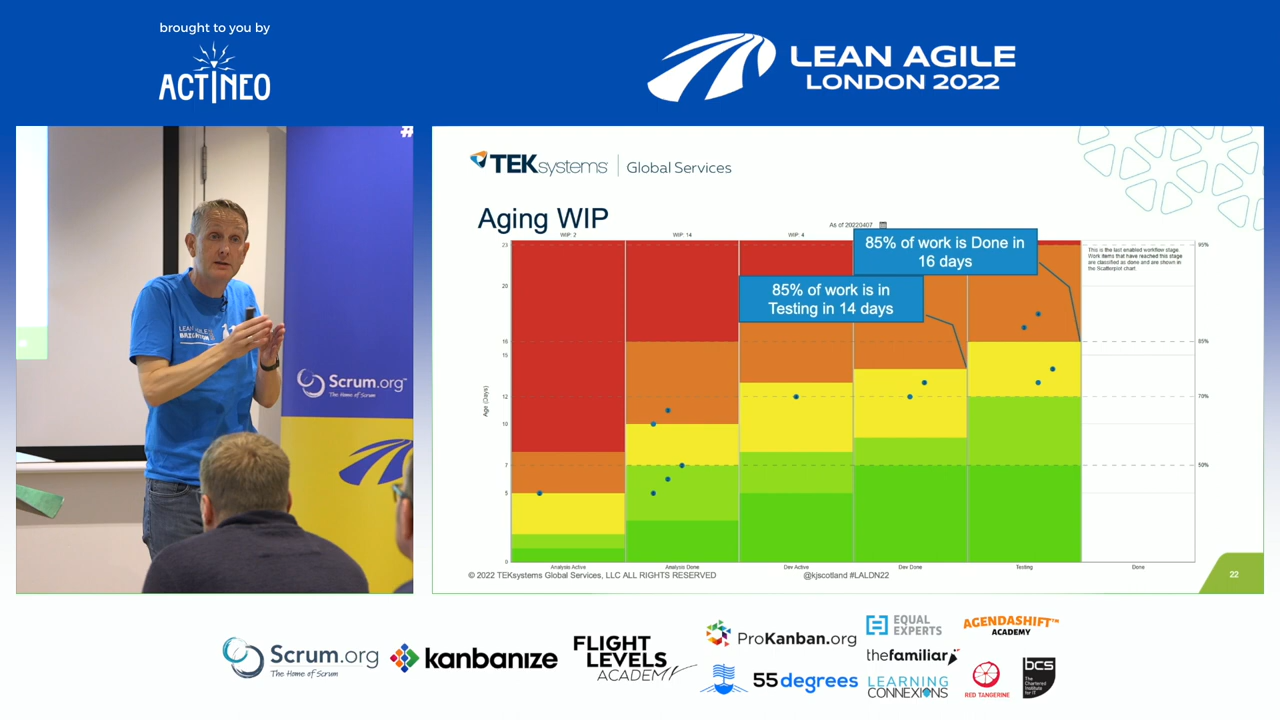 brought to you by
ACTINEO
LEAN AGILE
LONDON 2022
#
TEKsystems
Global Services
Aging WIP
As of 20220407
WIP: 2
WIP: 14
WIP: 4
85% of work is Done in
16 days
85% of work is in
Testing in 14 days
This is the last enabled workflow stage.
Work items that have reached this stage
are classified as done and are shown in
the Scatterplot chart.
23
20
16
15
12
10
7
5
0
Age (Days)
95%
85%
70%
50%
Analysis Active
Analysis Done
Dev Active
Dev Done
Testing
Done
© 2022 TEKsystems Global Services, LLC ALL RIGHTS RESERVED
@kjscotland #LALDN22
22
LEAN AGILE
BRIGHTON
Scrum.org™
The Home of Scrum
Scrum.org
The Home of Scrum
kanbanize
FLIGHT
LEVELS
ACADEMY
ProKanban.org
55degrees
EQUAL
EXPERTS
thefamiliar
LEARNING
CONNEXIONS
AGENDASHIFT™
ACADEMY
RED TANGERINE
bcs
The
Chartered
Institute
for IT